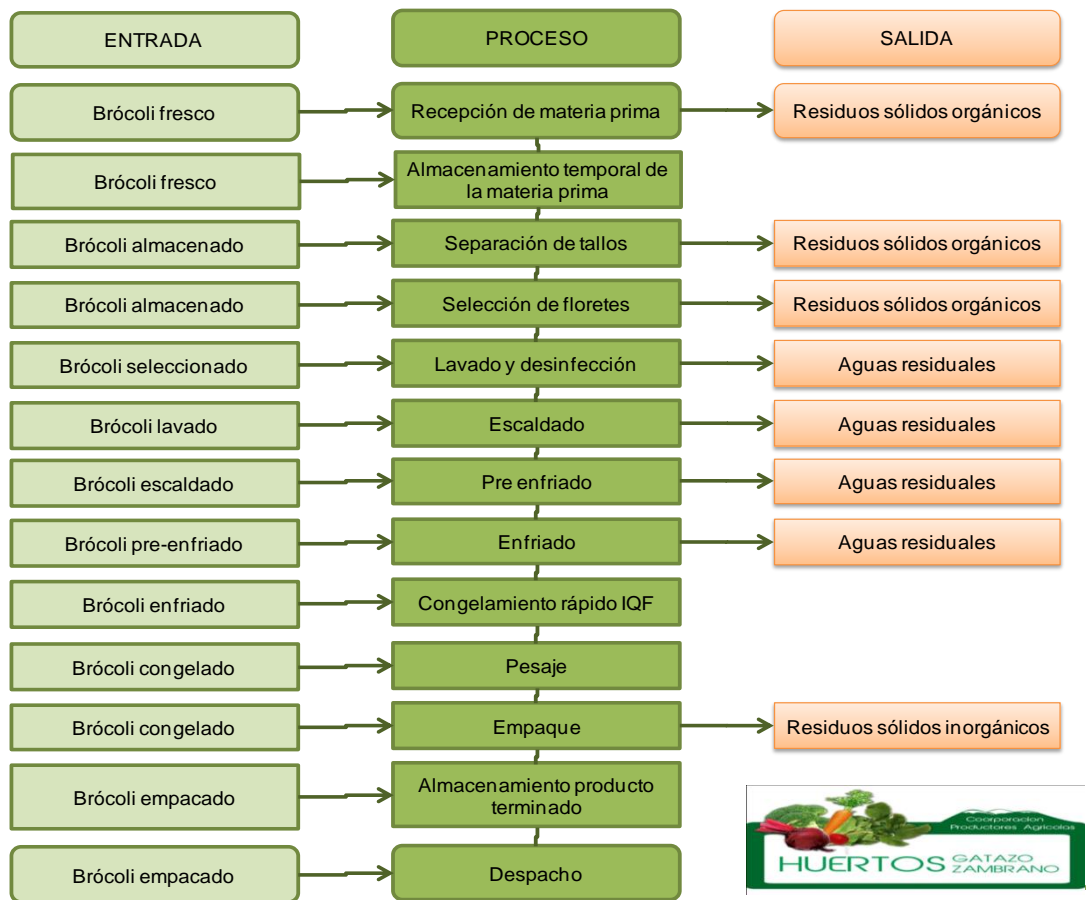 ENTRADA
PROCESO
SALIDA
Brócoli fresco
Recepción de materia prima
Residuos sólidos orgánicos
Brócoli fresco
Almacenamiento temporal de
la materia prima
Brócoli almacenado
Separación de tallos
Residuos sólidos orgánicos
Brócoli almacenado
Selección de floretes
Residuos sólidos orgánicos
Brócoli seleccionado
Lavado y desinfección
Aguas residuales
Brócoli lavado
Escaldado
Aguas residuales
Brócoli escaldado
Pre enfriado
Aguas residuales
Brócoli pre-enfriado
Enfriado
Aguas residuales
Brócoli enfriado
Congelamiento rápido IQF
Brócoli congelado
Pesaje
Brócoli congelado
Empaque
Residuos sólidos inorgánicos
Brócoli empacado
Almacenamiento producto
terminado
Brócoli empacado
Despacho
Coorporacion
Productores Agricolas
HUERTOS GATAZO
ZAMBRANO